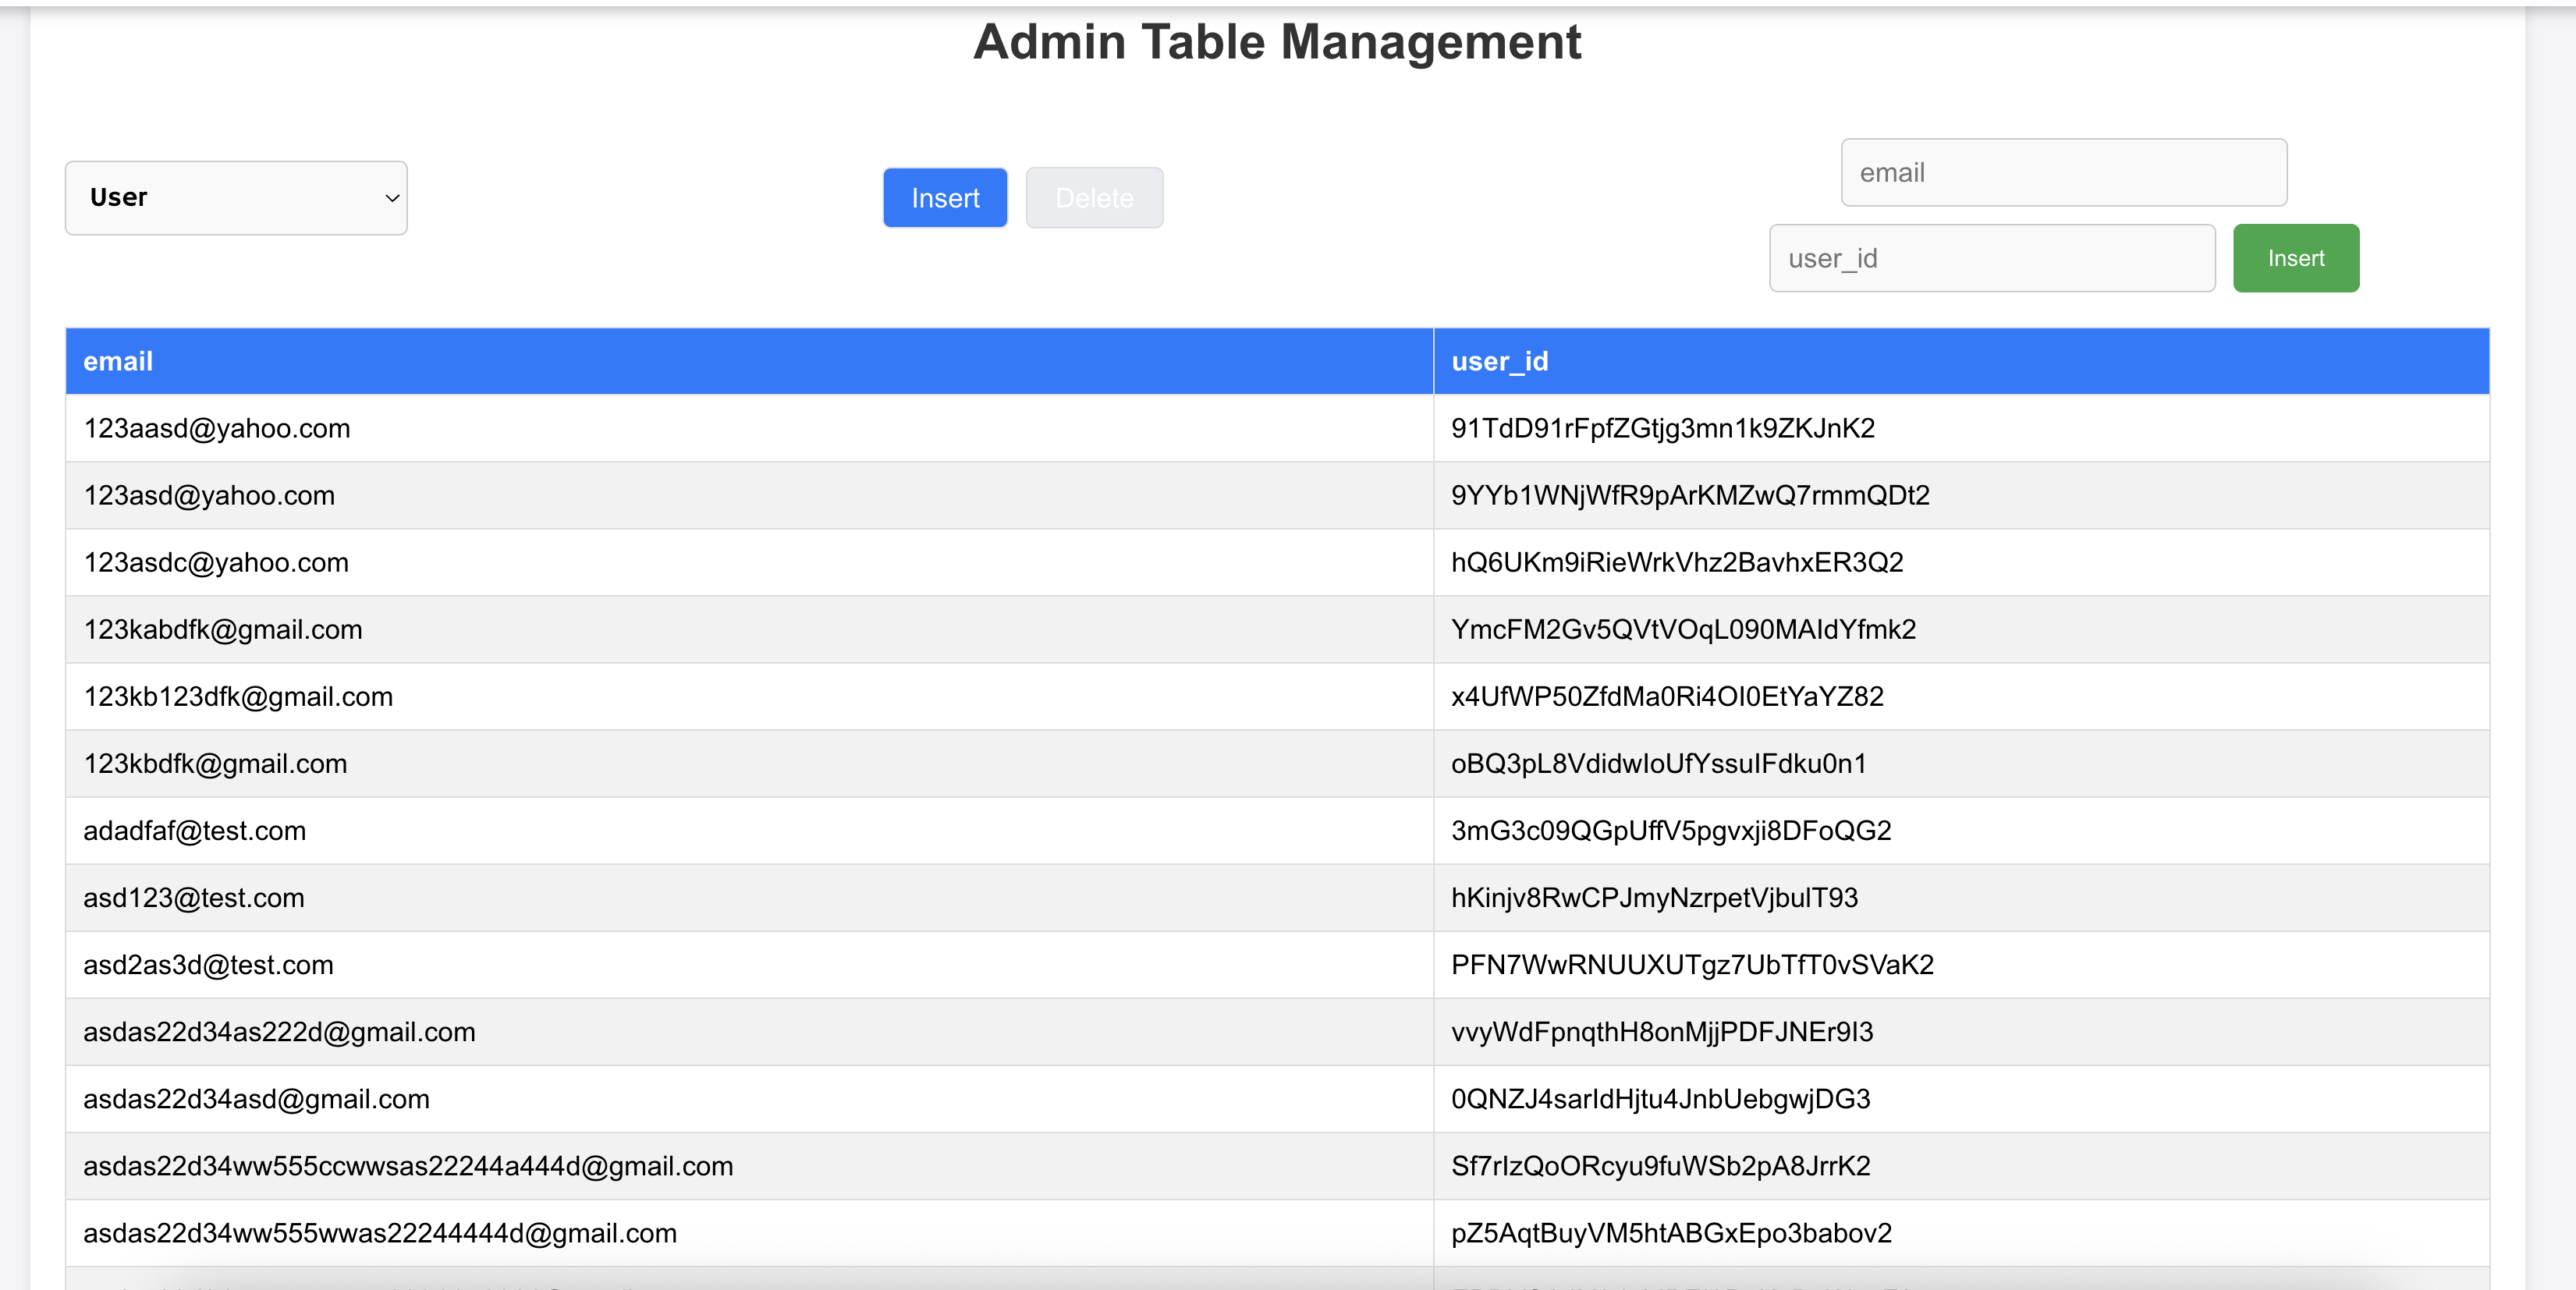 Admin Table Management
User
Insert Delete
email
user_id Insert
email user_id
123aasd@yahoo.com 91TdD91rFpfZGtjg3mn1k9ZKJnK2
123asd@yahoo.com 9YYb1WNjWfR9pArKMZwQ7rmmQDt2
123asdc@yahoo.com hQ6UKm9iRieWrkVhz2BavhxER3Q2
123kabdfk@gmail.com YmcFM2Gv5QVtVOqL090MAIdYfmk2
123kb123dfk@gmail.com x4UfWP50ZfdMa0Ri4OI0EtYaYZ82
123kbdfk@gmail.com oBQ3pL8VdidwIoUfYssuIFdku0n1
adadfaf@test.com 3mG3c09QGpUffV5pgvxji8DFoQG2
asd123@test.com hKinjv8RwCPJmyNzrpetVjbulT93
asd2as3d@test.com PFN7WwRNUUXUTgz7UbTfT0vSVaK2
asdas22d34as222d@gmail.com vvyWdFpnqthH8onMjjPDFJNEr9I3
asdas22d34asd@gmail.com 0QNZJ4sarIdHjtu4JnbUebgwjDG3
asdas22d34ww555ccwwsas22244a444d@gmail.com Sf7rIzQoORcyu9fuWSb2pA8JrrK2
asdas22d34ww555wwas22244444d@gmail.com pZ5AqtBuyVM5htABGxEpo3babov2